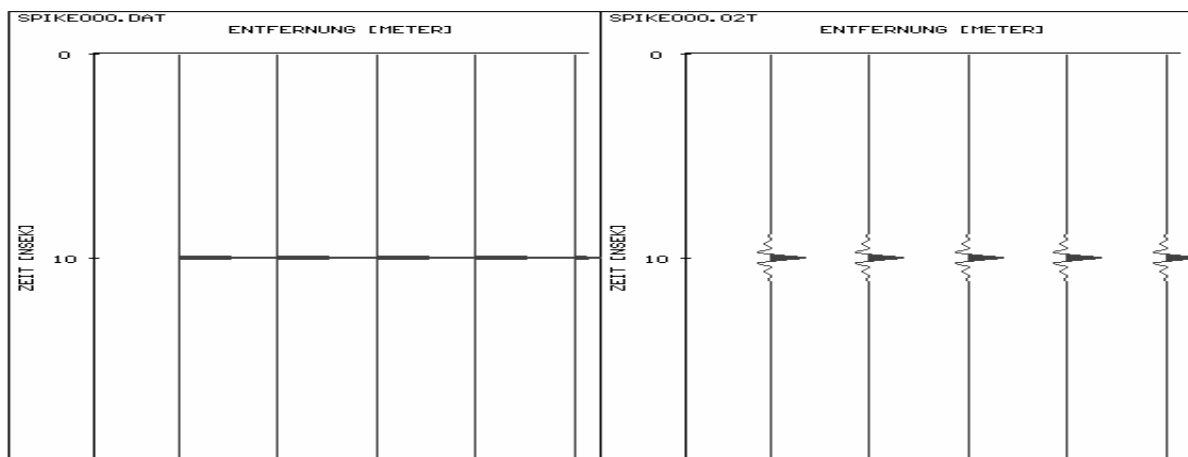 SPIKE000.DAT
ENTFERNUNG [METER]
0
10
ZEIT [NSEK]
SPIKE000.02T
ENTFERNUNG [METER]
0
10
ZEIT [NSEK]